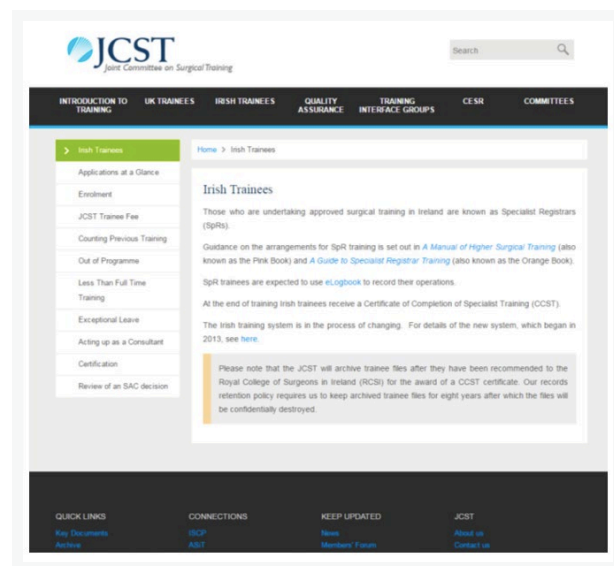 JCST
Joint Committee on Surgical Training
Search
INTRODUCTION TO TRAINING
UK TRAINEES
IRISH TRAINEES
QUALITY ASSURANCE
TRAINING INTERFACE GROUPS
CESR
COMMITTEES
Irish Trainees
Applications at a Glance
Enrolment
JCST Trainee Fee
Counting Previous Training
Out of Programme
Less Than Full Time
Training
Exceptional Leave
Acting up as a Consultant
Certification
Review of an SAC decision
Home > Irish Trainees
Irish Trainees
Those who are undertaking approved surgical training in Ireland are known as Specialist Registrars
(SpRs).
Guidance on the arrangements for SpR training is set out in A Manual of Higher Surgical Training (also
known as the Pink Book) and A Guide to Specialist Registrar Training (also known as the Orange Book).
SpR trainees are expected to use eLogbook to record their operations.
At the end of training Irish trainees receive a Certificate of Completion of Specialist Training (CCST).
The Irish training system is in the process of changing. For details of the new system, which began in
2013, see here.
Please note that the JCST will archive trainee files after they have been recommended to the
Royal College of Surgeons in Ireland (RCSI) for the award of a CCST certificate. Our records
retention policy requires us to keep archived trainee files for eight years after which the files will
be confidentially destroyed.
QUICK LINKS
Key Documents
Archive
CONNECTIONS
ISCP
ASiT
KEEP UPDATED
News
Members' Forum
JCST
About us
Contact us